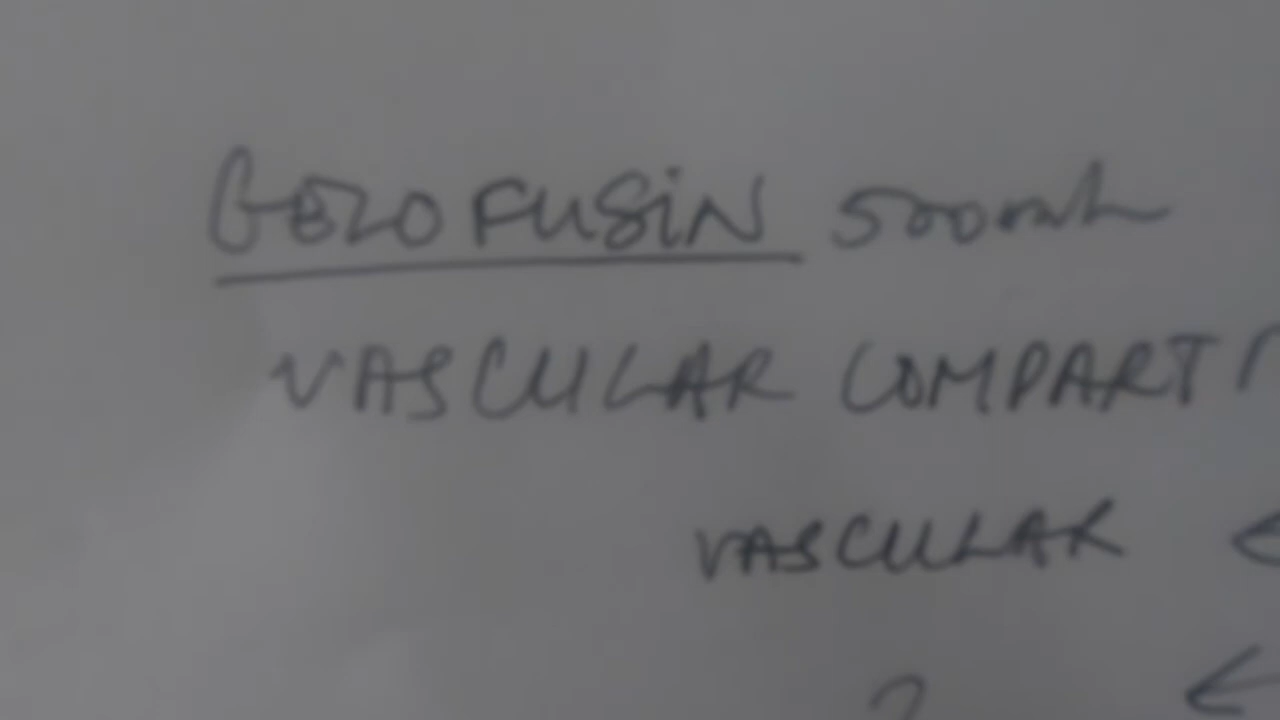 GELOFUSiN 500mL
VASCULAR COMPART
VASCULAR ←
? ←